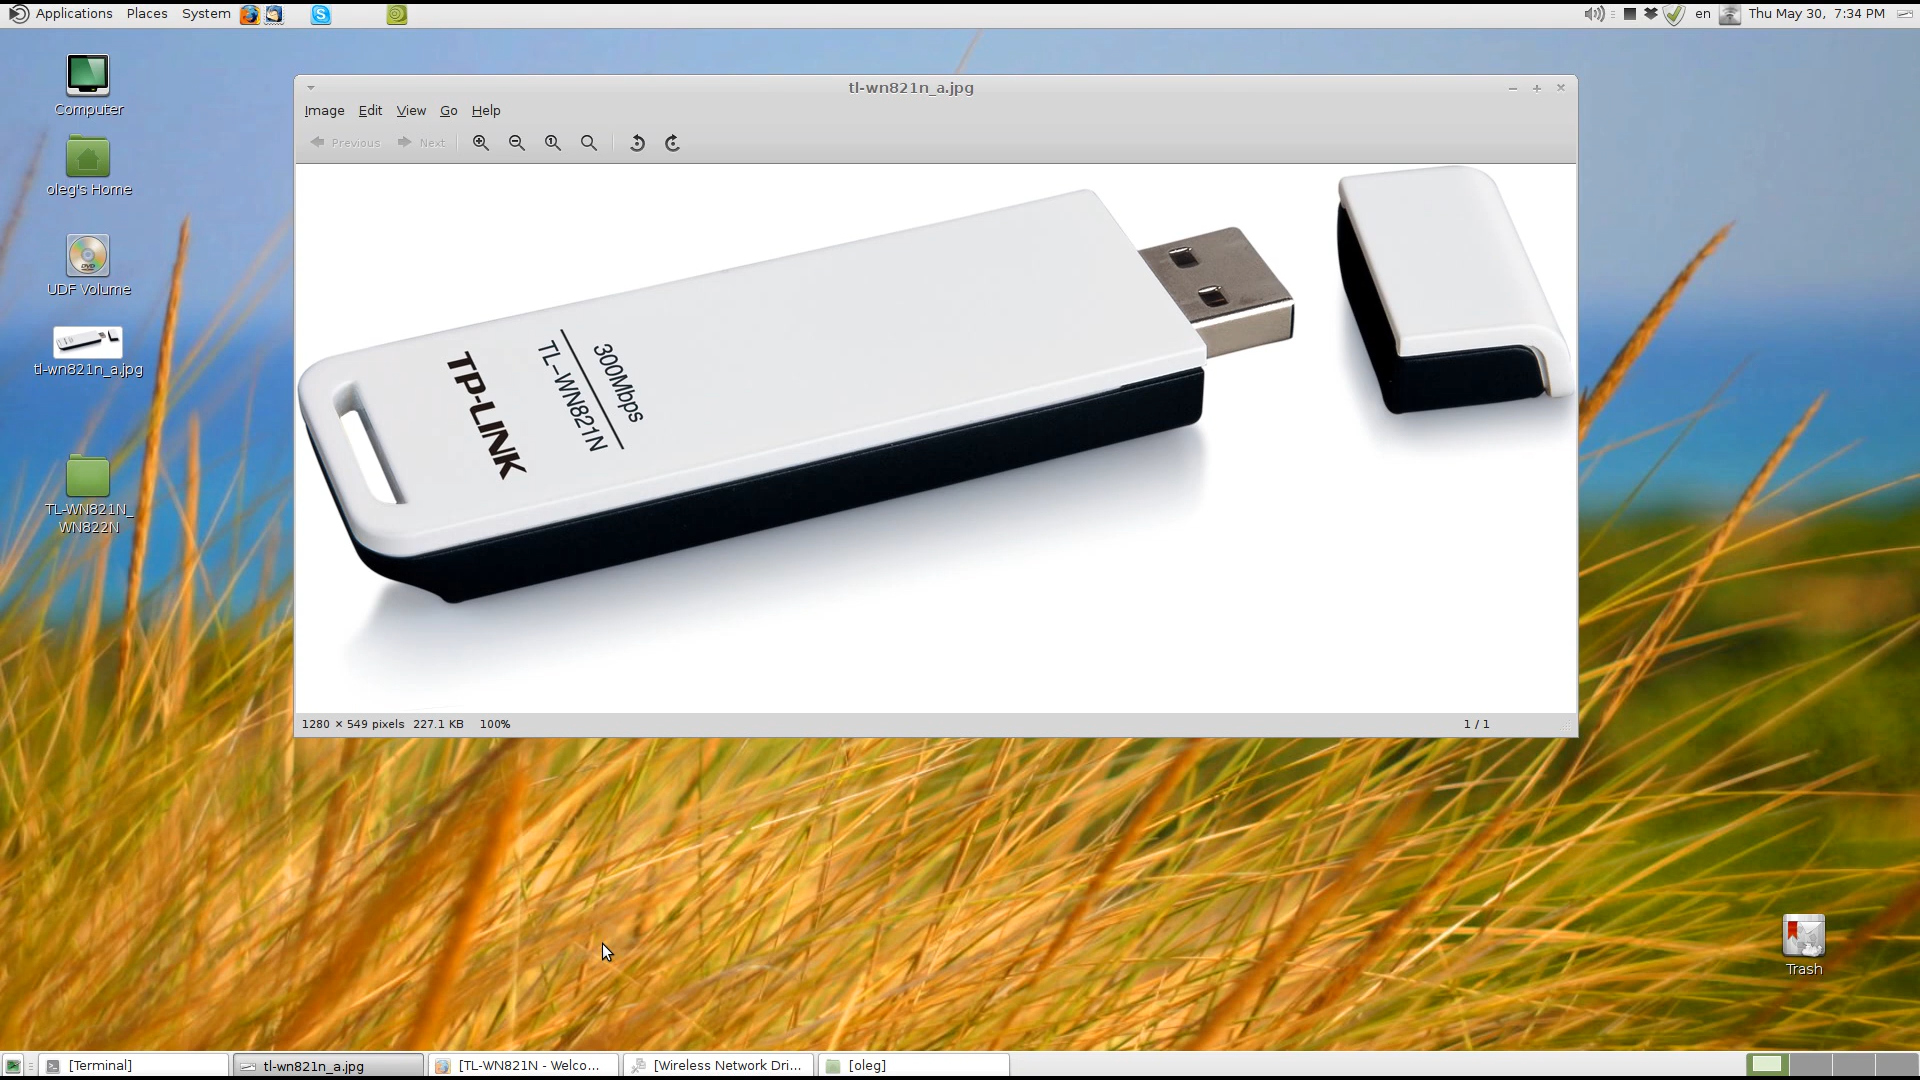 Applications Places System
en Thu May 30, 7:34 PM
Computer
oleg's Home
UDF Volume
DVD
tl-wn821n_a.jpg
TL-WN821N_
WN822N
tl-wn821n_a.jpg
Image Edit View Go Help
Previous Next
TP-LINK
TL-WN821N
300Mbps
1280 × 549 pixels 227.1 KB 100%
1 / 1
Trash
[Terminal]
tl-wn821n_a.jpg
[TL-WN821N - Welco...
[Wireless Network Dri...
[oleg]